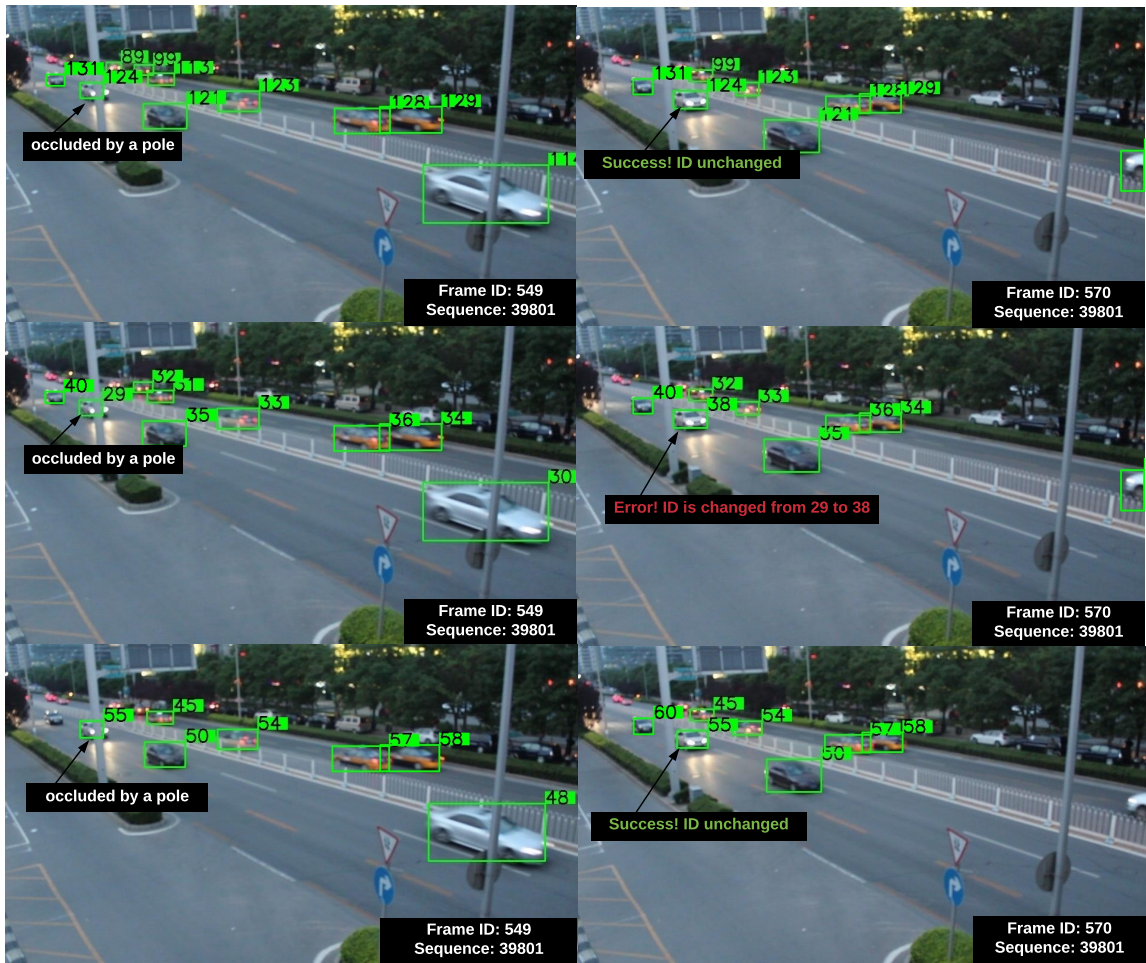 89 99
131 113
124
123
121
128 129
occluded by a pole
Frame ID: 549
Sequence: 39801
99
131 124 123
129
121
Success! ID unchanged
Frame ID: 570
Sequence: 39801
32
40
29
33
35
36 34
occluded by a pole
30
Frame ID: 549
Sequence: 39801
32
40 33
38
36 34
35
Error! ID is changed from 29 to 38
Frame ID: 570
Sequence: 39801
45
55
54
50
57 58
occluded by a pole
48
Frame ID: 549
Sequence: 39801
45
60 54
55
57 58
50
Success! ID unchanged
Frame ID: 570
Sequence: 39801